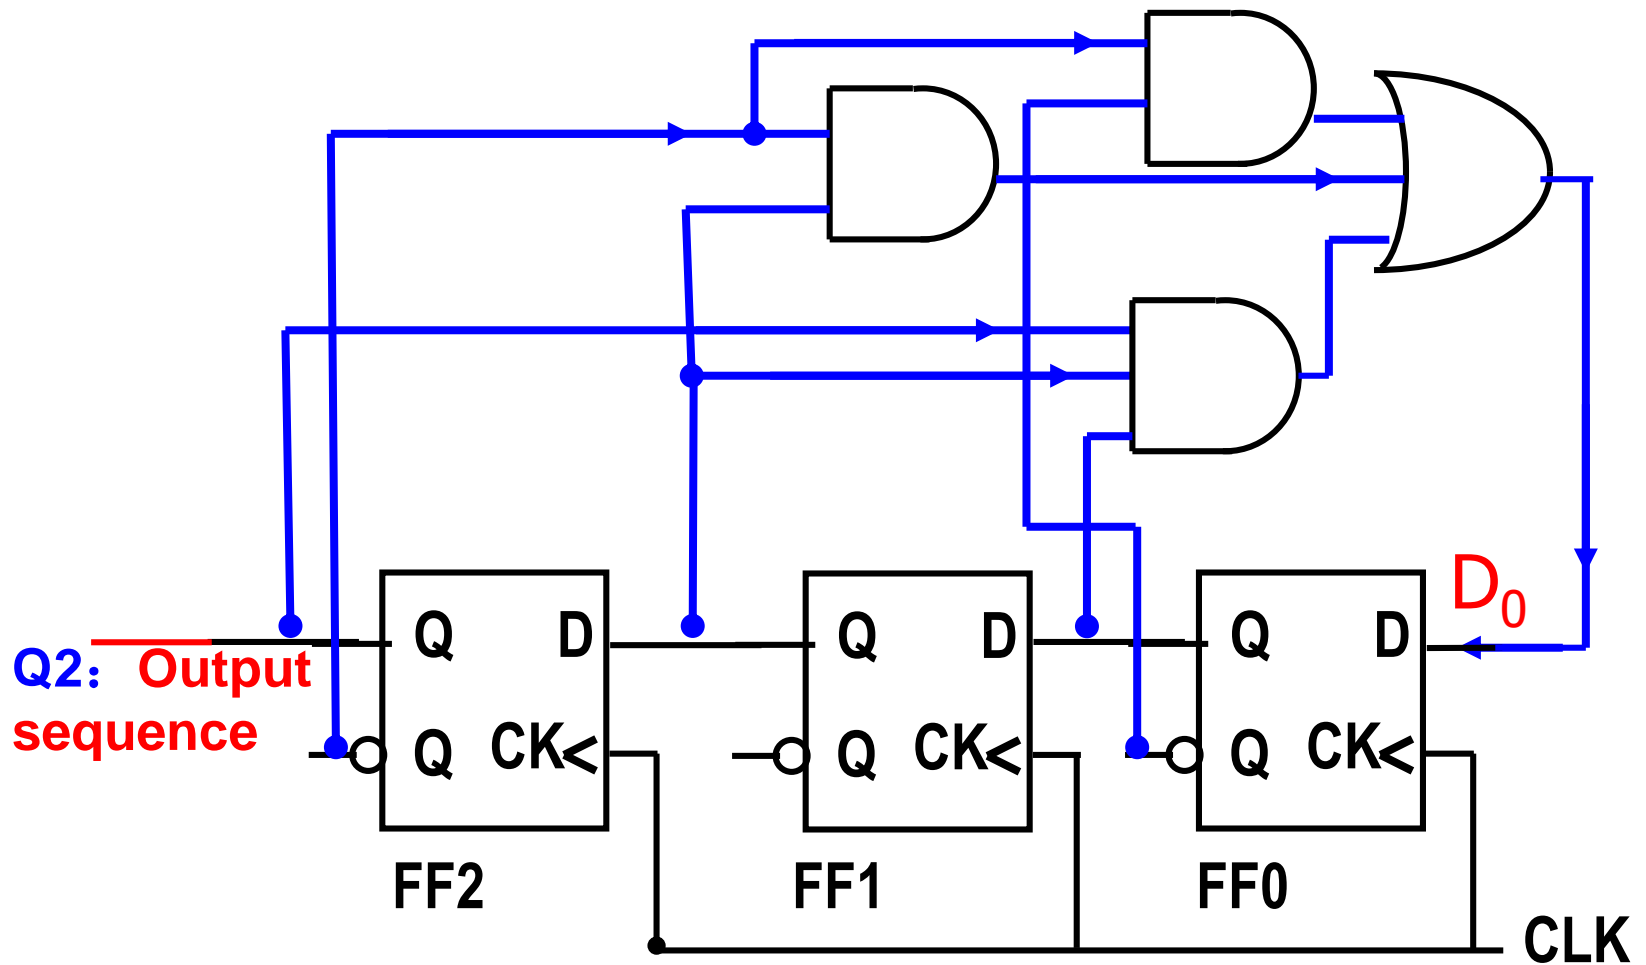 D0
Q D
Q D
Q D
Q2： Output
sequence
Q CK
Q CK
Q CK
FF2
FF1
FF0
CLK